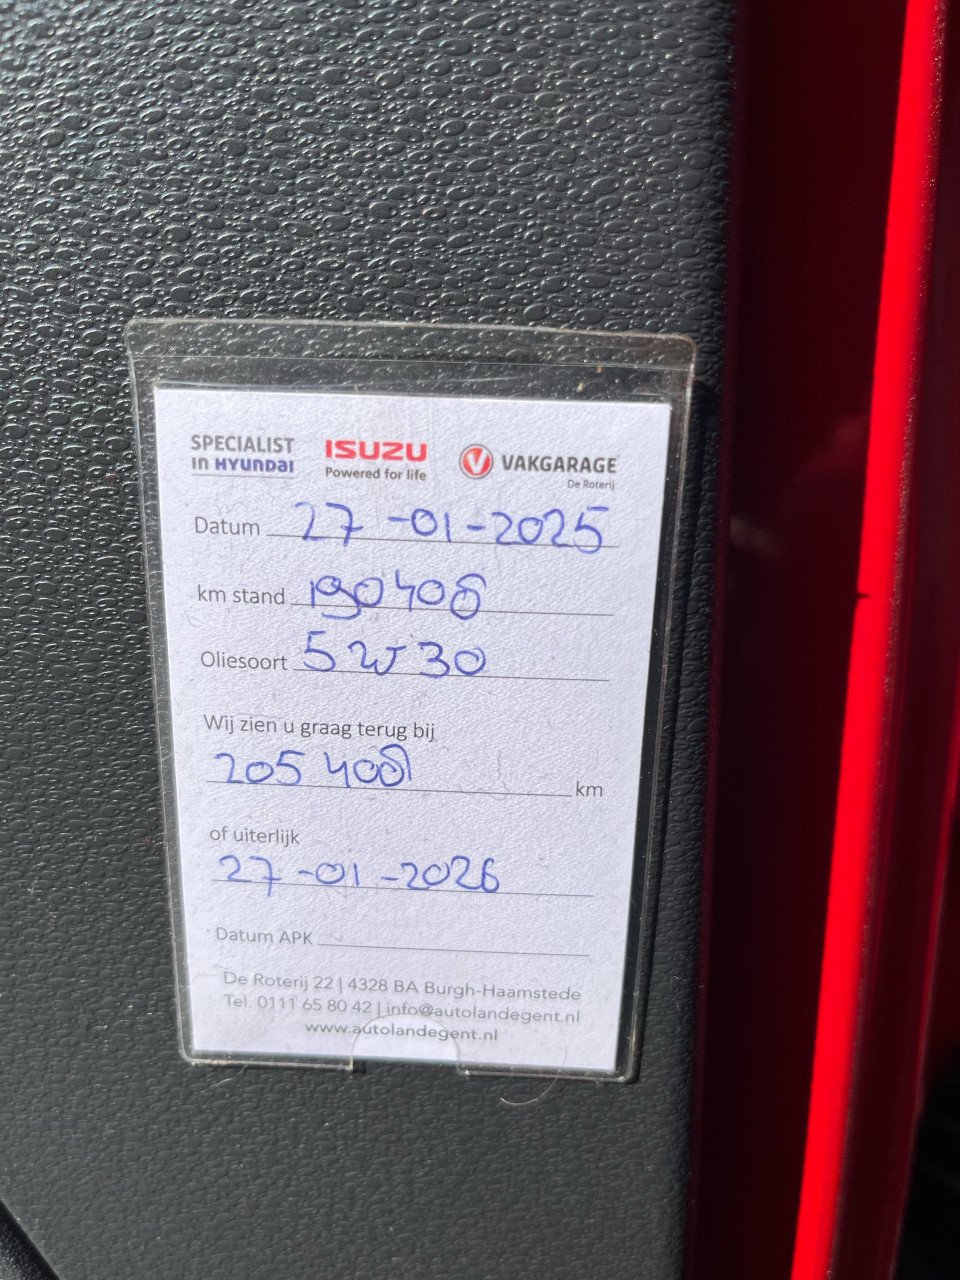 SPECIALIST
in HYUNDAI
ISUZU
Powered for life
VAKGARAGE
De Roterij
Datum 27-01-2025
km stand 190408
Oliesoort 5W30
Wij zien u graag terug bij
205408 km
of uiterlijk
27-01-2026
Datum APK
De Roterij 22 | 4328 BA Burgh-Haamstede
Tel. 0111 65 80 42 | info@autolandegent.nl
www.autolandegent.nl